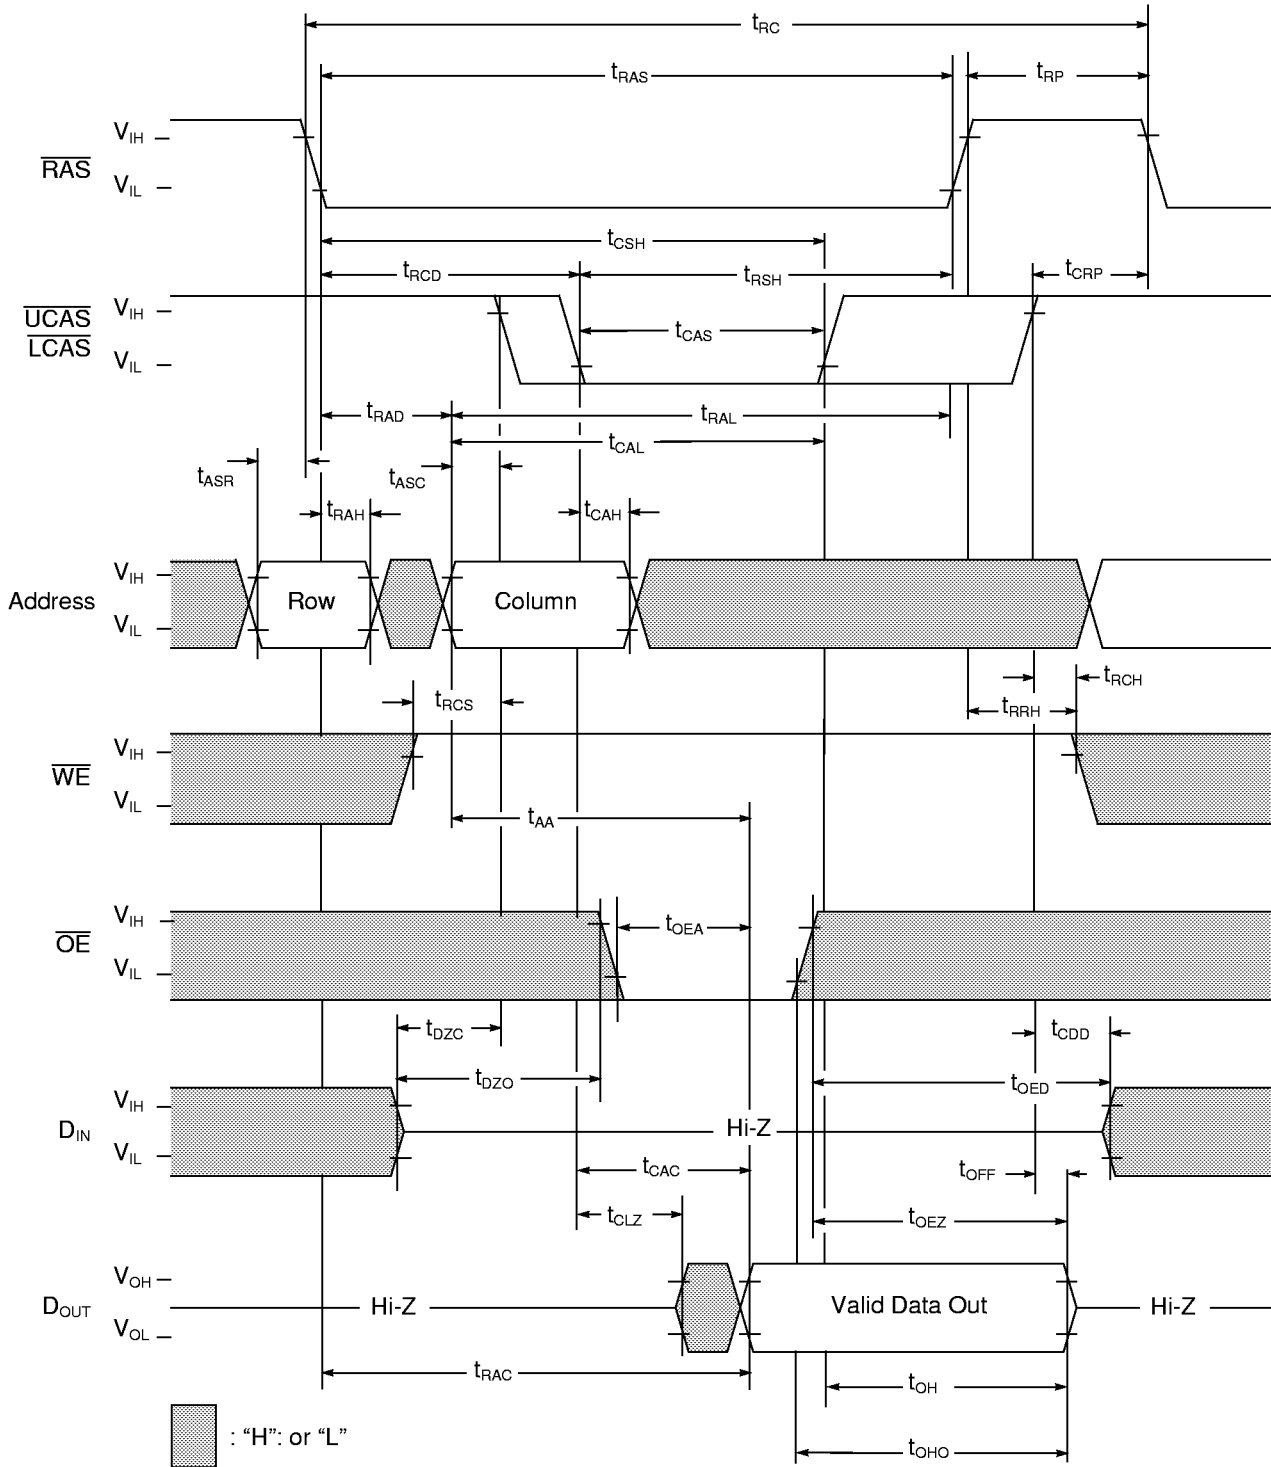 tRC
tRAS
tRP
VIH
RAS
VIL
tCSH
tRCD
tRSH
tCRP
VIH
UCAS
LCAS
VIL
tCAS
tRAD
tRAL
tCAL
tASR
tASC
tRAH
tCAH
VIH
Address
Row
Column
VIL
tRCH
tRCS
tRRH
VIH
WE
VIL
tAA
VIH
OE
VIL
tOEA
tDZC
tCDD
tDZO
tOED
VIH
DIN
VIL
Hi-Z
tCAC
tOFF
tCLZ
tOEZ
VOH
DOUT
VOL
Hi-Z
Valid Data Out
Hi-Z
tRAC
tOH
: “H”: or “L”
tOHO